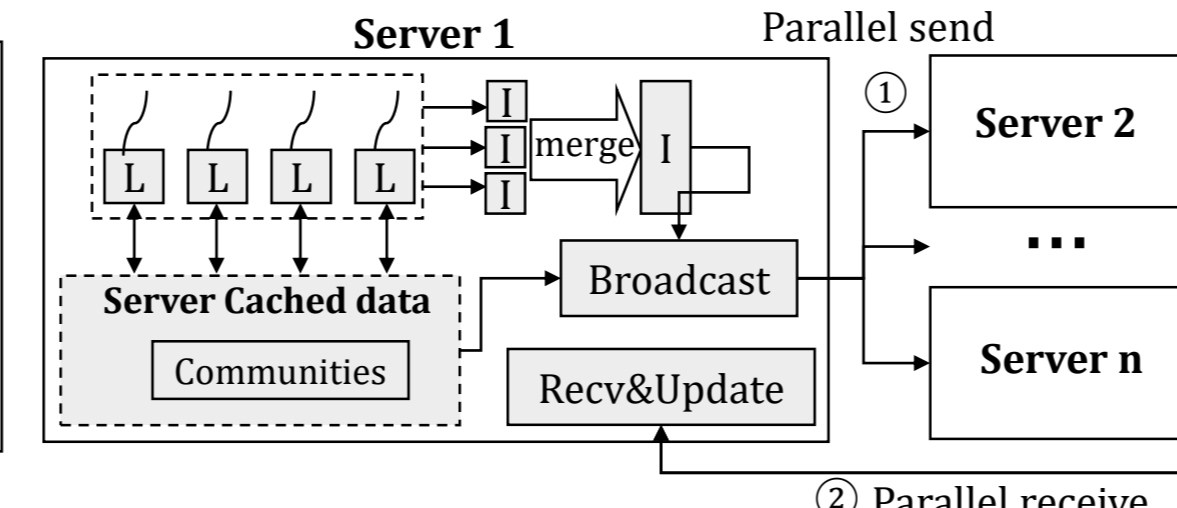 Server 1
Parallel send
①
L L L L
I
I
I
merge
I
Server 2
...
Server n
Server Cached data
Communities
Broadcast
Recv&Update
② Parallel receive